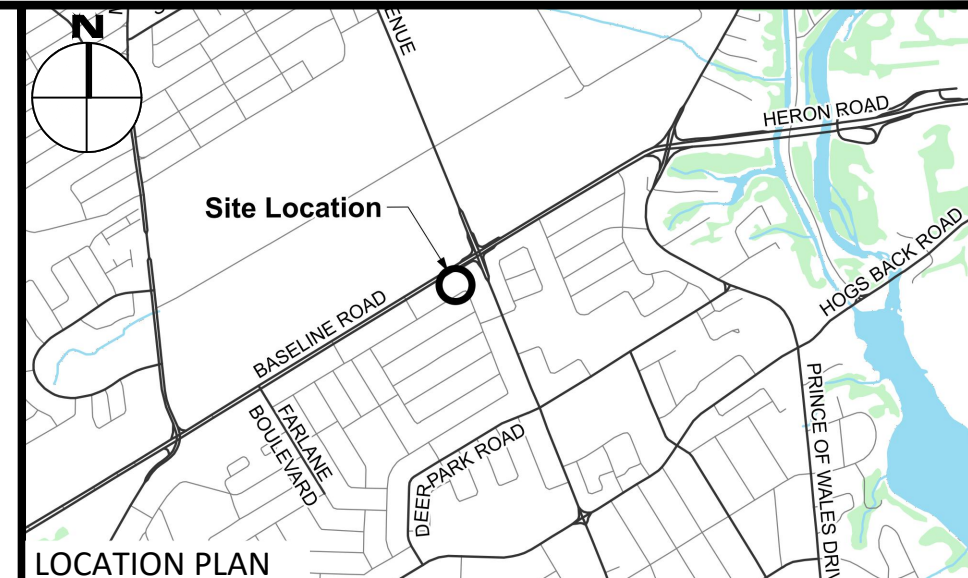 N
ENUE
HERON ROAD
Site Location
HOGS BACK ROAD
BASELINE ROAD
FARLANE
BOULEVARD
DEER PARK ROAD
PRINCE OF WALES DRIV
LOCATION PLAN